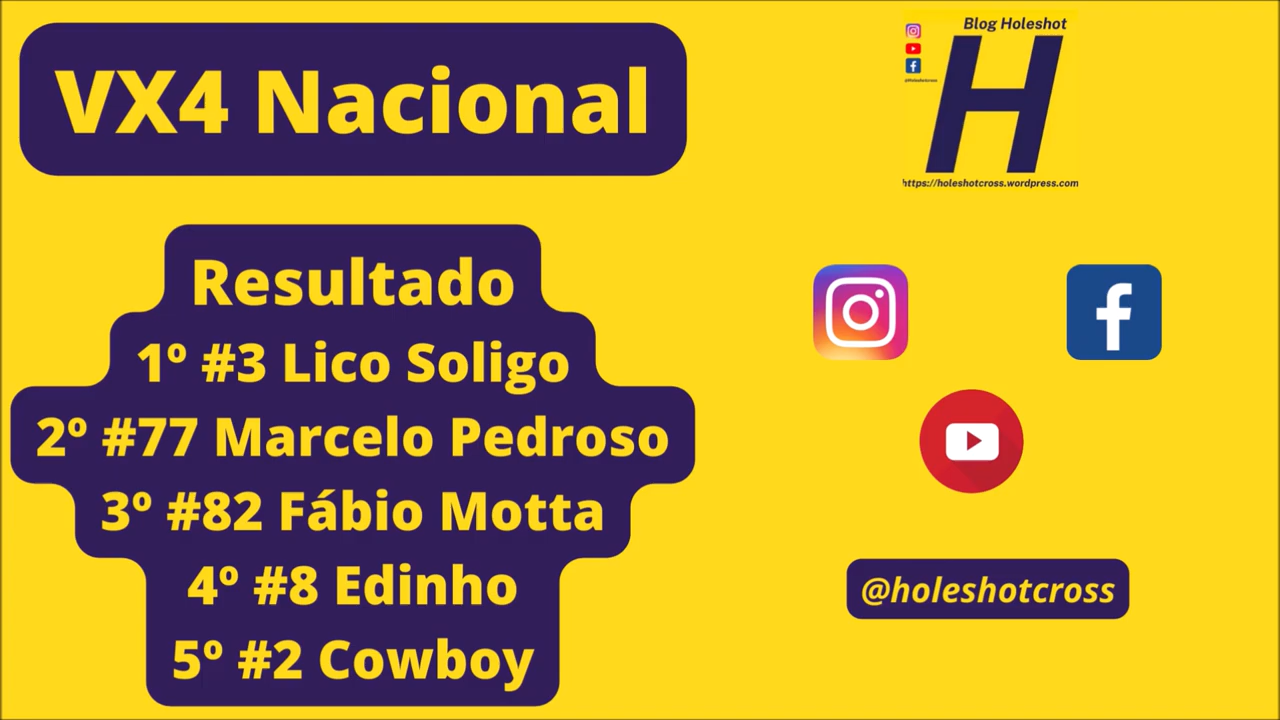 VX4 Nacional
Resultado
1º #3 Lico Soligo
2º #77 Marcelo Pedroso
3º #82 Fábio Motta
4º #8 Edinho
5º #2 Cowboy
Blog Holeshot
@holeshotcross
H
https://holeshotcross.wordpress.com
@holeshotcross